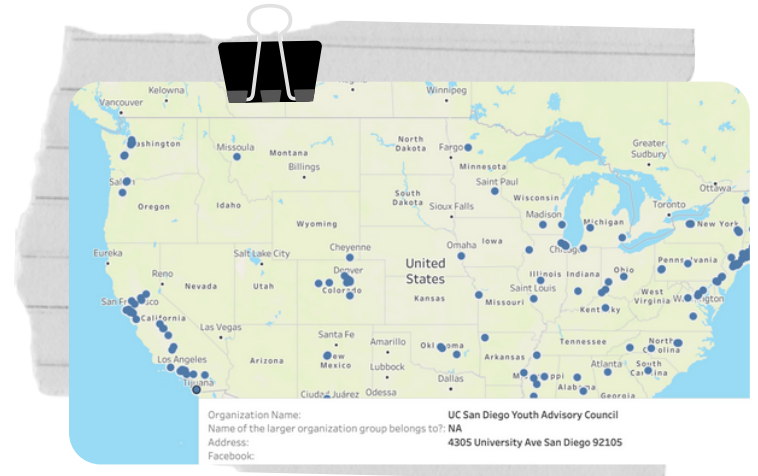 Kelowna
Winnipeg
Vancouver
Washington
Missoula
Montana
North
Dakota
Fargo
Greater
Sudbury
Billings
Minnesota
Salem
Oregon
Idaho
South
Dakota
Saint Paul
Wisconsin
Ottawa
Sioux Falls
Toronto
Wyoming
Madison
Michigan
New York
Eureka
Salt Lake City
Cheyenne
Omaha
Iowa
Chicago
Reno
Nevada
Utah
Denver
Colorado
United
States
Kansas
Missouri
Saint Louis
Illinois
Indiana
Ohio
Pennsylvania
West
Virginia
Washington
San Francisco
California
Las Vegas
Kentucky
Los Angeles
Arizona
Santa Fe
New
Mexico
Amarillo
Oklahoma
Arkansas
Tennessee
North
Carolina
Lubbock
Atlanta
South
Carolina
Tijuana
Ciudad Juárez
Odessa
Dallas
Mississippi
Alabama
Georgia
Organization Name: UC San Diego Youth Advisory Council
Name of the larger organization group belongs to?: NA
Address: 4305 University Ave San Diego 92105
Facebook: